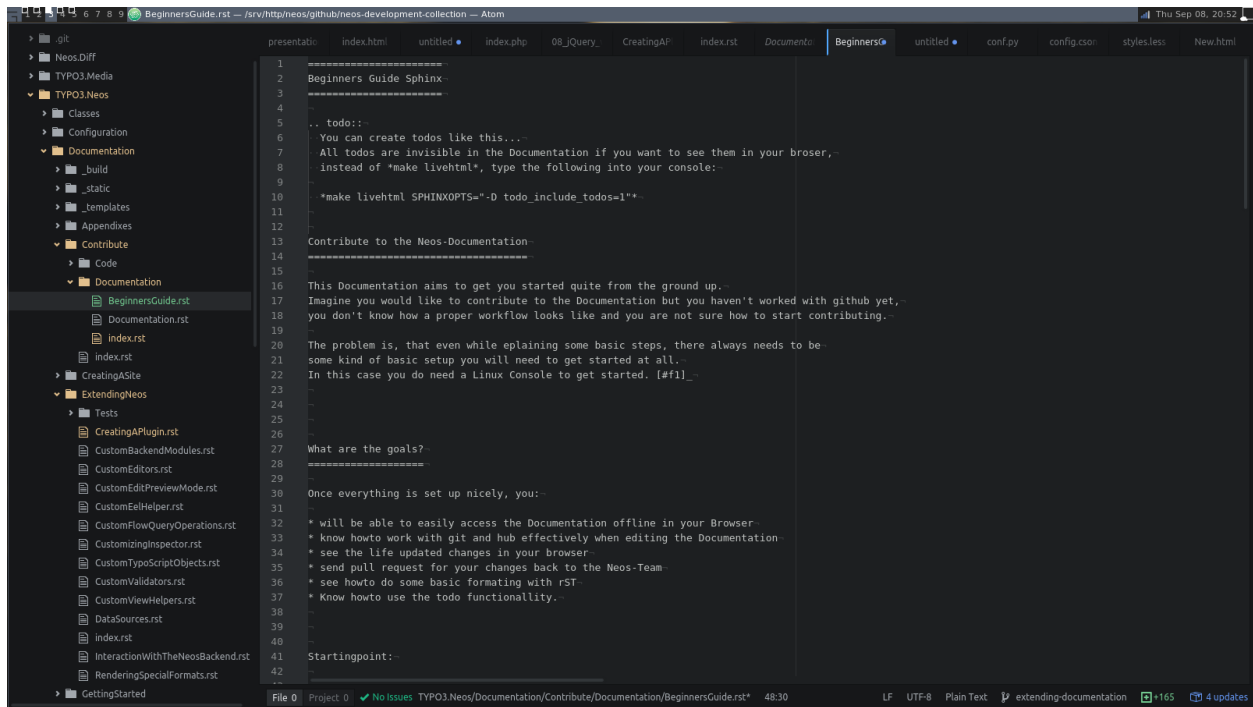 1 2 3 4 5 6 7 8 9 BeginnersGuide.rst — /srv/http/neos/github/neos-development-collection — Atom
Thu Sep 08, 20:52
presentatio index.html untitled index.php 08_jQuery_ CreatingAP index.rst Documenta BeginnersG untitled conf.py config.cson styles.less New.html
.git
Neos.Diff
TYPO3.Media
TYPO3.Neos
Classes
Configuration
Documentation
_build
_static
_templates
Appendixes
Contribute
Code
Documentation
BeginnersGuide.rst
Documentation.rst
index.rst
index.rst
CreatingASite
ExtendingNeos
Tests
CreatingAPlugin.rst
CustomBackendModules.rst
CustomEditors.rst
CustomEditPreviewMode.rst
CustomEelHelper.rst
CustomFlowQueryOperations.rst
CustomizingInspector.rst
CustomTypoScriptObjects.rst
CustomValidators.rst
CustomViewHelpers.rst
DataSources.rst
index.rst
InteractionWithTheNeosBackend.rst
RenderingSpecialFormats.rst
GettingStarted
1 ======================
2 Beginners Guide Sphinx
3 ======================
4
5 .. todo::
6 You can create todos like this...
7 All todos are invisible in the Documentation if you want to see them in your broser,
8 instead of *make livehtml*, type the following into your console:
9
10 *make livehtml SPHINXOPTS="-D todo_include_todos=1"*
11
12
13 Contribute to the Neos-Documentation
14 ====================================
15
16 This Documentation aims to get you started quite from the ground up.
17 Imagine you would like to contribute to the Documentation but you haven't worked with github yet,
18 you don't know how a proper workflow looks like and you are not sure how to start contributing.
19
20 The problem is, that even while eplaining some basic steps, there always needs to be
21 some kind of basic setup you will need to get started at all.
22 In this case you do need a Linux Console to get started. [#f1]_
23
24
25
26
27 What are the goals?
28 ===================
29
30 Once everything is set up nicely, you:
31
32 * will be able to easily access the Documentation offline in your Browser
33 * know howto work with git and hub effectively when editing the Documentation
34 * see the life updated changes in your browser
35 * send pull request for your changes back to the Neos-Team
36 * see howto do some basic formating with rST
37 * Know howto use the todo functionallity.
38
39
40
41 Startingpoint:
42
File 0 Project 0 No Issues TYPO3.Neos/Documentation/Contribute/Documentation/BeginnersGuide.rst* 48:30 LF UTF-8 Plain Text extending-documentation +165 4 updates